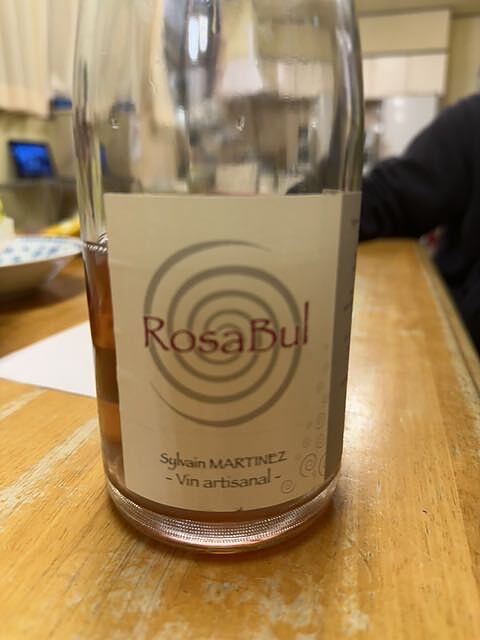 RosaBul
Sylvain MARTINEZ
- Vin artisanal -